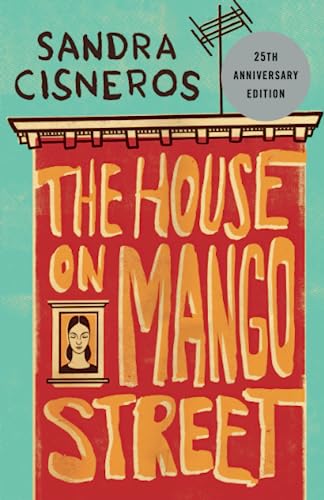 SANDRA
CISNEROS
25TH
ANNIVERSARY
EDITION
THE HOUSE
ON MANGO
STREET